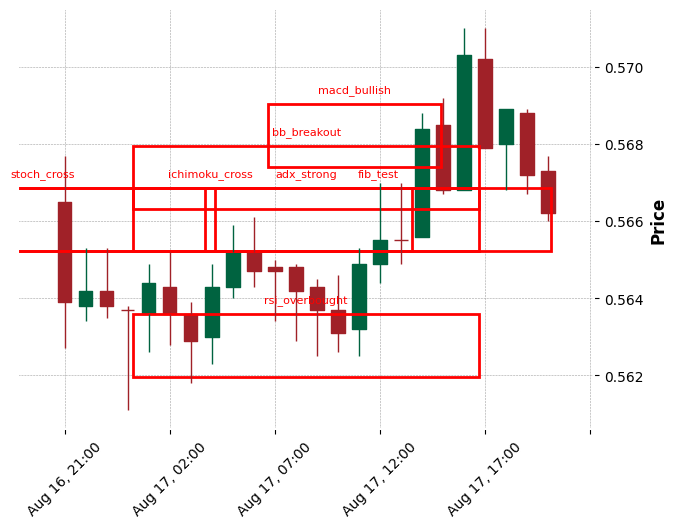 macd_bullish
0.570
bb_breakout
0.568
stoch_cross ichimoku_cross adx_strong fib_test
0.566
Price
rsi_overbought
0.564
0.562
Aug 16, 21:00
Aug 17, 02:00
Aug 17, 07:00
Aug 17, 12:00
Aug 17, 17:00